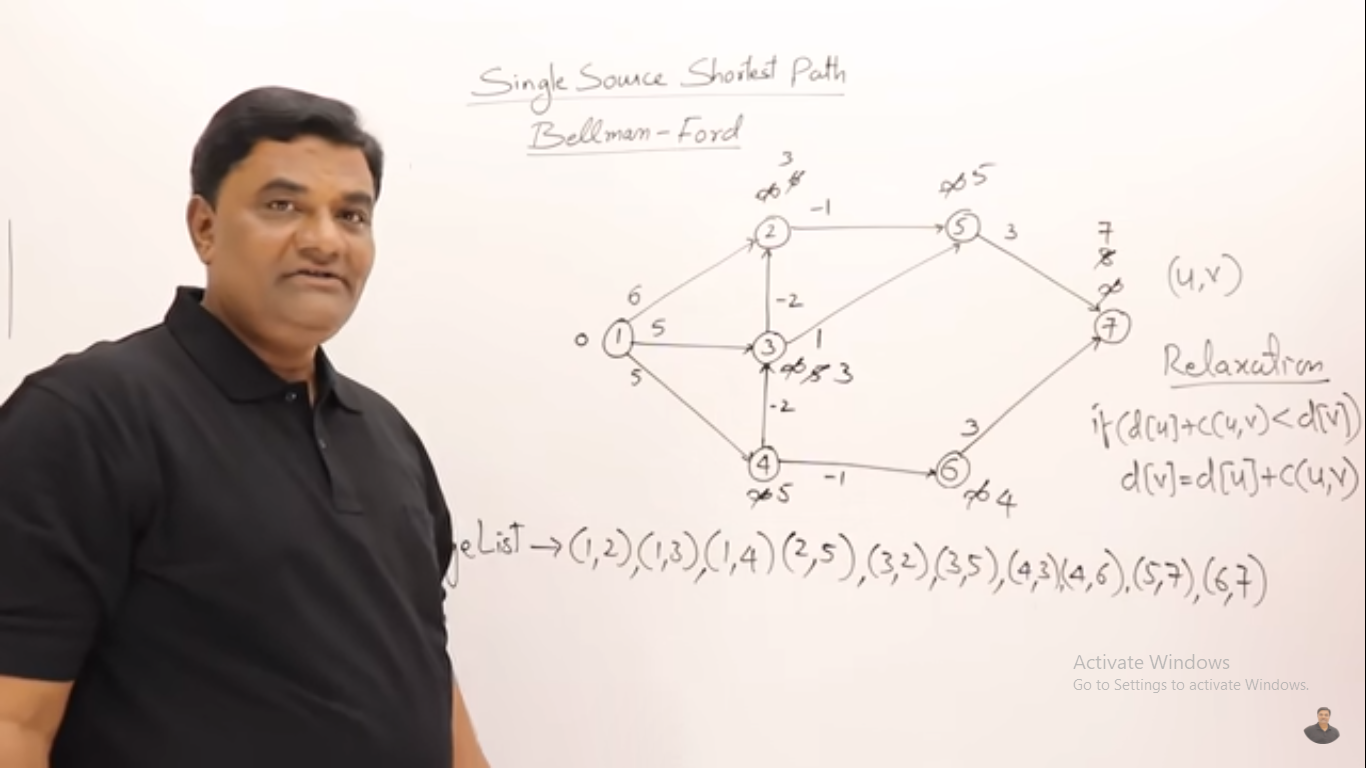 Single Source Shortest Path
Bellman-Ford
3
∞ 6
-1
∞ 5
2
5
3
7
8
∞
(u,v)
6
-2
0
1
5
3
1
7
∞ 5 3
Relaxation
5
-2
if(d[u]+c(u,v)<d[v])
4
3
d[v]=d[u]+c(u,v)
-1
6
∞ 5
∞ 4
geList → (1,2),(1,3),(1,4)(2,5),(3,2),(3,5),(4,3)(4,6),(5,7),(6,7)
Activate Windows
Go to Settings to activate Windows.